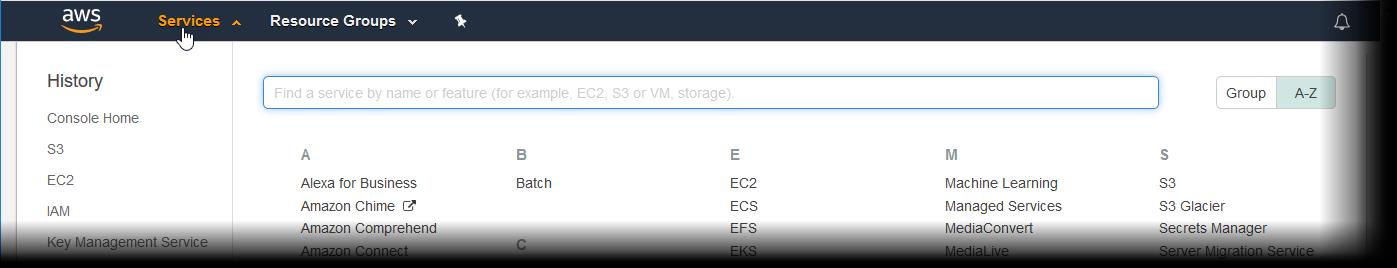 aws Services Resource Groups
History
Find a service by name or feature (for example, EC2, S3 or VM, storage).
Group A-Z
Console Home
S3
EC2
IAM
Key Management Service
A
Alexa for Business
Amazon Chime
Amazon Comprehend
Amazon Connect
B
Batch
C
E
EC2
ECS
EFS
EKS
M
Machine Learning
Managed Services
MediaConvert
MediaLive
S
S3
S3 Glacier
Secrets Manager
Server Migration Service